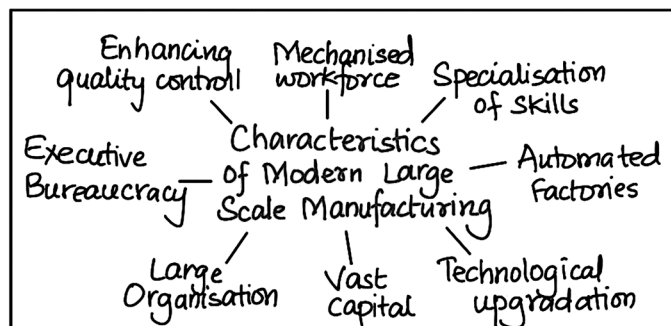 Enhancing
quality controll
Mechanised
workforce
Specialisation
of skills
Executive
Bureaucracy
Characteristics
of Modern Large
Scale Manufacturing
Automated
Factories
Large
Organisation
Vast
Capital
Technological
upgradation